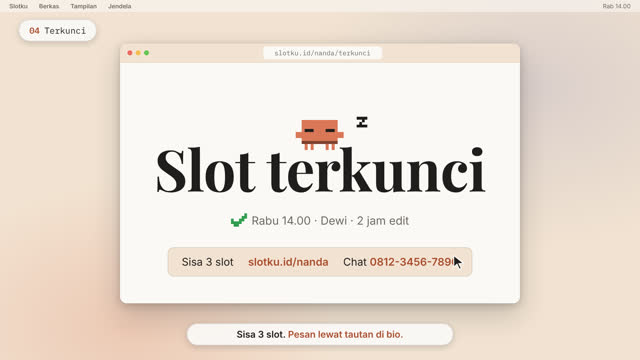 Slotku Berkas Tampilan Jendela Rab 14.00
04 Terkunci
slotku.id/nanda/terkunci
Z
Slot terkunci
Rabu 14.00 · Dewi · 2 jam edit
Sisa 3 slot slotku.id/nanda Chat 0812-3456-789
Sisa 3 slot. Pesan lewat tautan di bio.